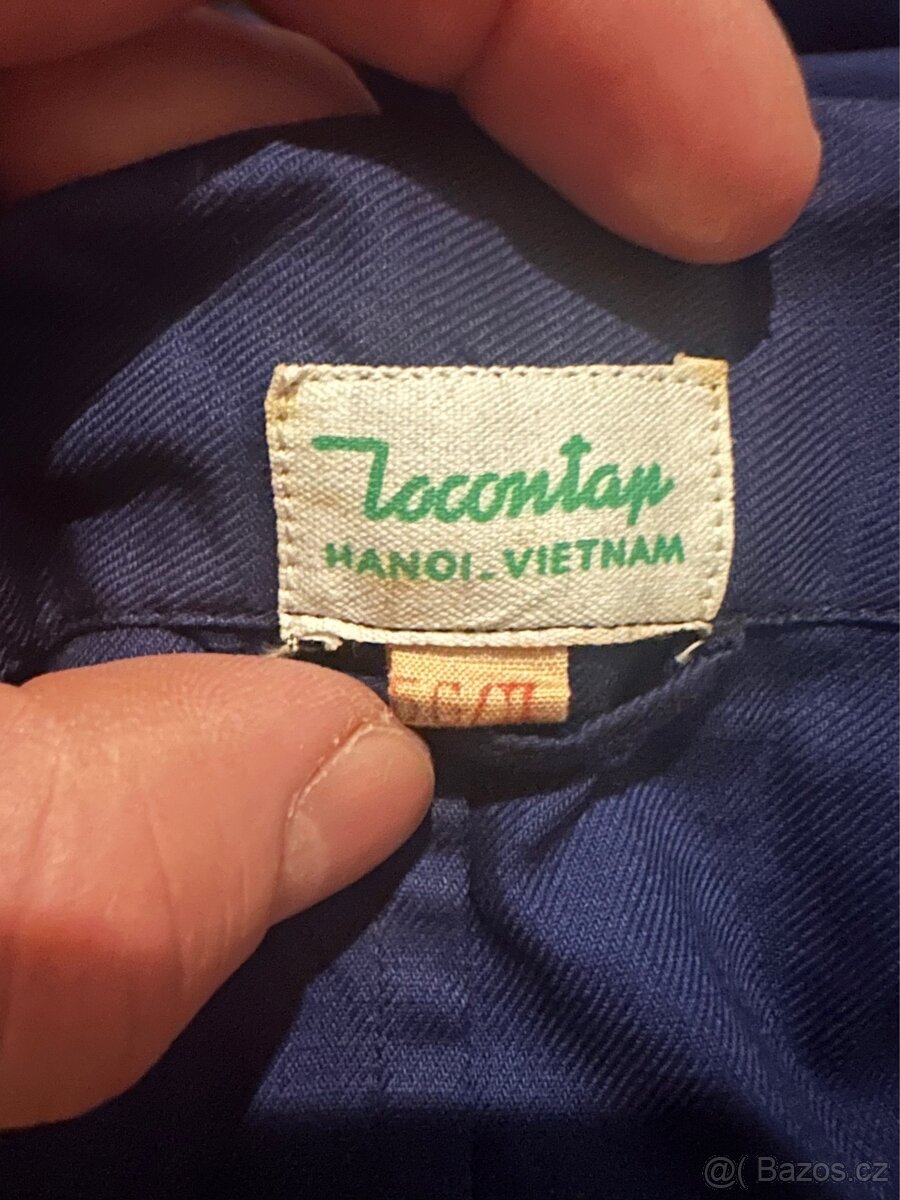 Tocontap
HANOI - VIETNAM
@( Bazos.cz